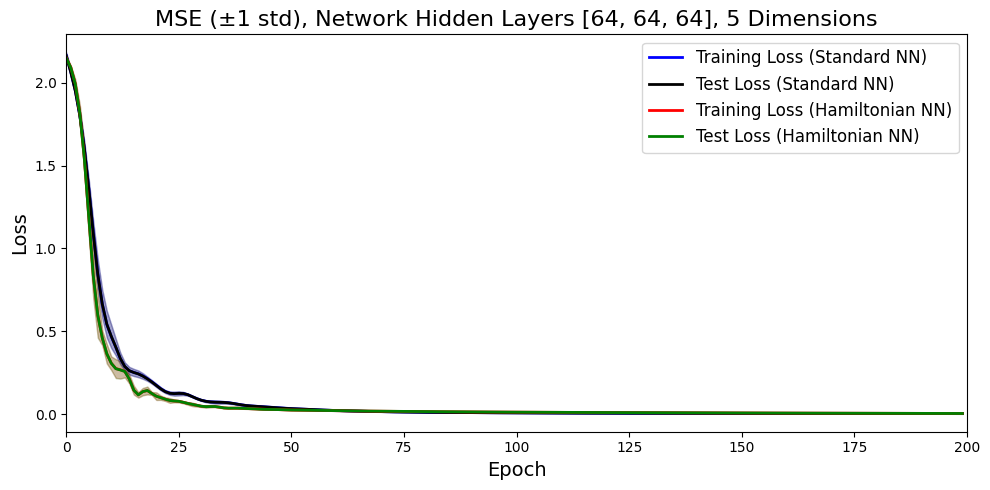 MSE (±1 std), Network Hidden Layers [64, 64, 64], 5 Dimensions
Training Loss (Standard NN)
Test Loss (Standard NN)
Training Loss (Hamiltonian NN)
Test Loss (Hamiltonian NN)
Loss
2.0
1.5
1.0
0.5
0.0
0 25 50 75 100 125 150 175 200
Epoch